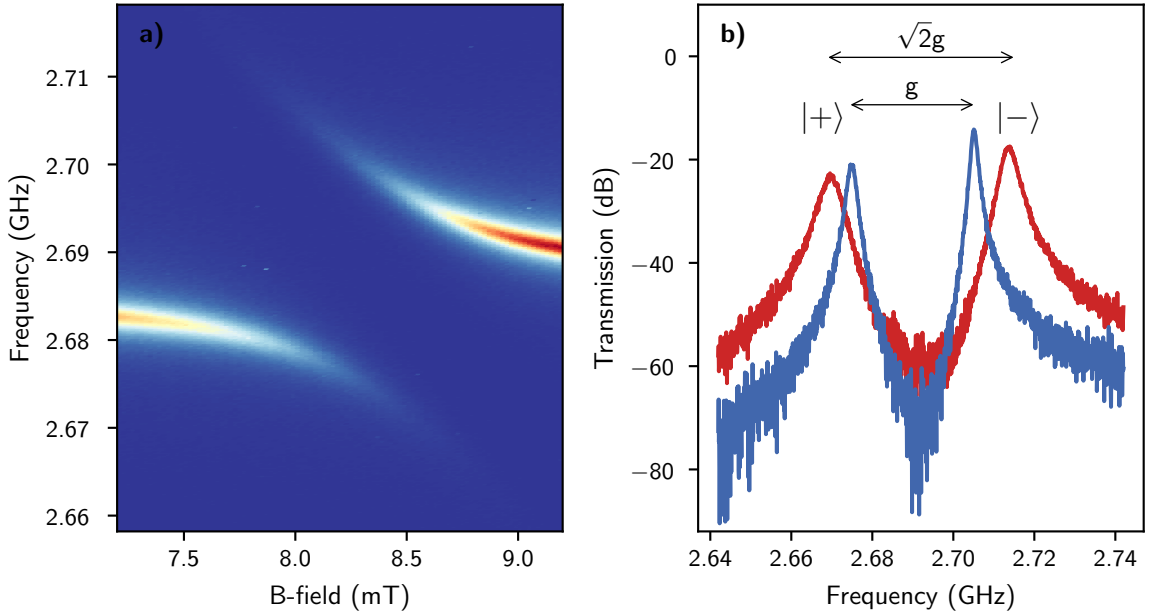 a)
2.71
2.70
2.69
2.68
2.67
2.66
Frequency (GHz)
7.5 8.0 8.5 9.0
B-field (mT)
b)
√2g
g
|+⟩ |−⟩
0
−20
−40
−60
−80
Transmission (dB)
2.64 2.66 2.68 2.70 2.72 2.74
Frequency (GHz)